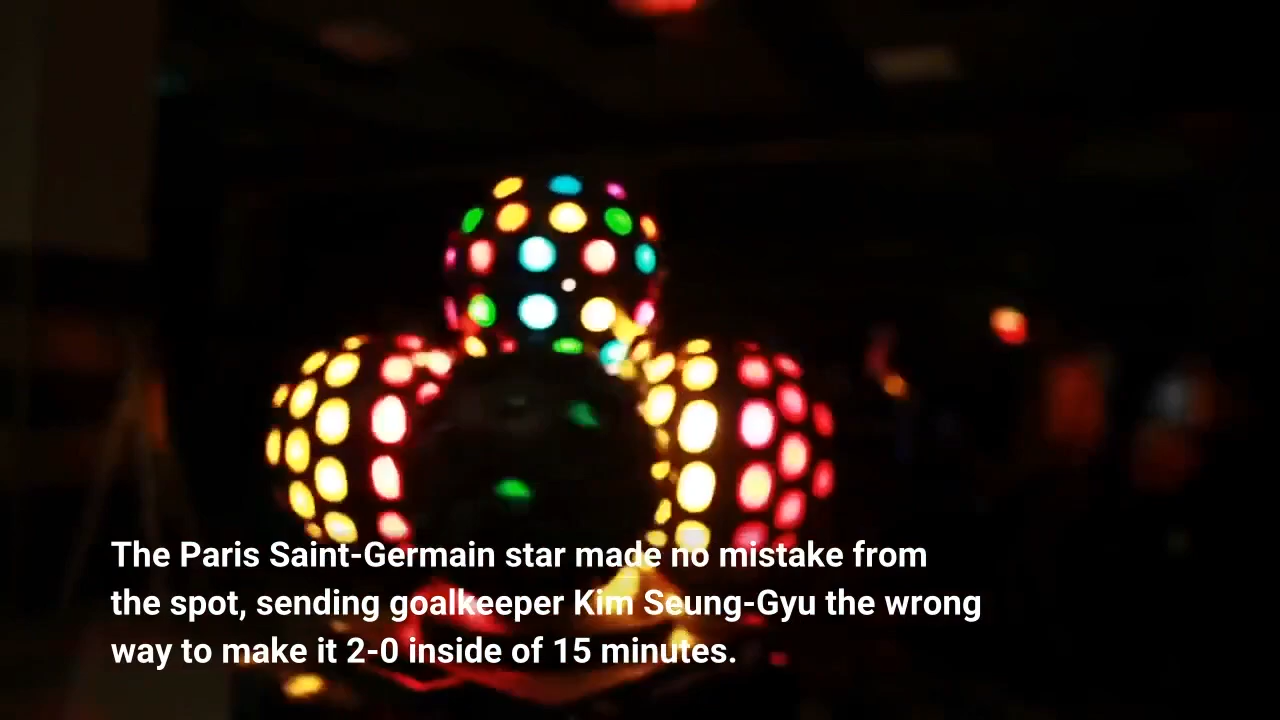 The Paris Saint-Germain star made no mistake from
the spot, sending goalkeeper Kim Seung-Gyu the wrong
way to make it 2-0 inside of 15 minutes.